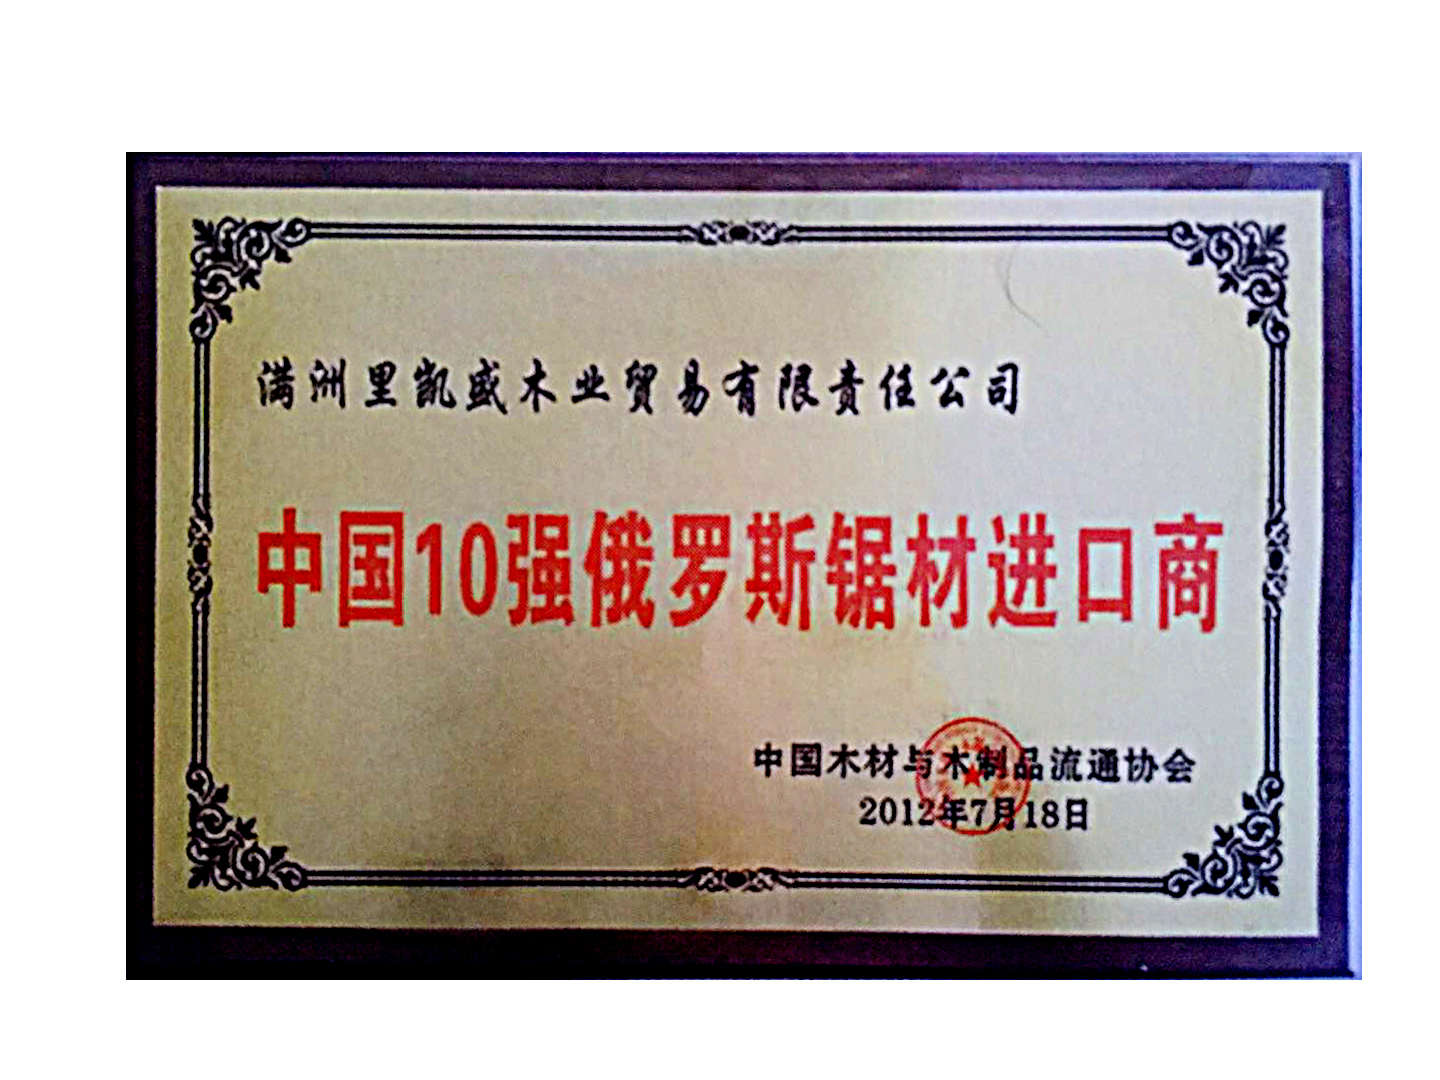 满洲里凯盛木业贸易有限责任公司
中国10强俄罗斯锯材进口商
中国木材与木制品流通协会
2012年7月18日